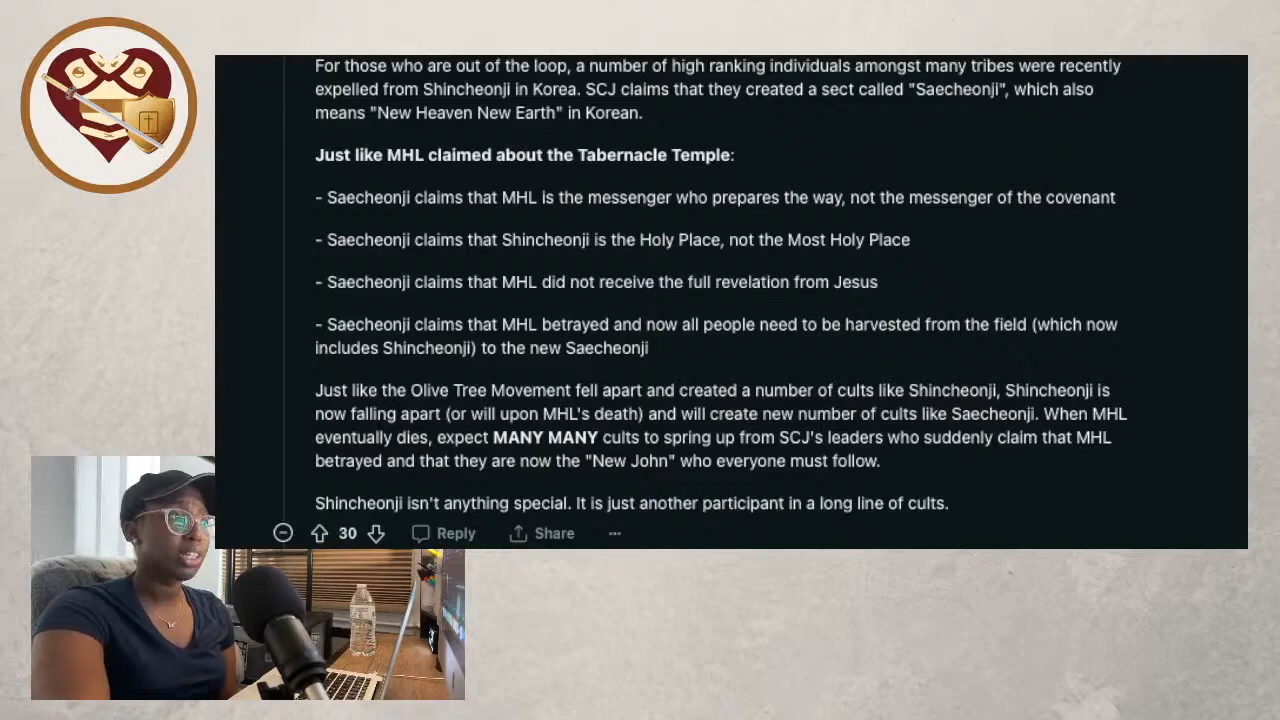 For those who are out of the loop, a number of high ranking individuals amongst many tribes were recently
expelled from Shincheonji in Korea. SCJ claims that they created a sect called "Saecheonji", which also
means "New Heaven New Earth" in Korean.
Just like MHL claimed about the Tabernacle Temple:
- Saecheonji claims that MHL is the messenger who prepares the way, not the messenger of the covenant
- Saecheonji claims that Shincheonji is the Holy Place, not the Most Holy Place
- Saecheonji claims that MHL did not receive the full revelation from Jesus
- Saecheonji claims that MHL betrayed and now all people need to be harvested from the field (which now
includes Shincheonji) to the new Saecheonji
Just like the Olive Tree Movement fell apart and created a number of cults like Shincheonji, Shincheonji is
now falling apart (or will upon MHL's death) and will create new number of cults like Saecheonji. When MHL
eventually dies, expect MANY MANY cults to spring up from SCJ's leaders who suddenly claim that MHL
betrayed and that they are now the "New John" who everyone must follow.
Shincheonji isn't anything special. It is just another participant in a long line of cults.
30 Reply Share ...